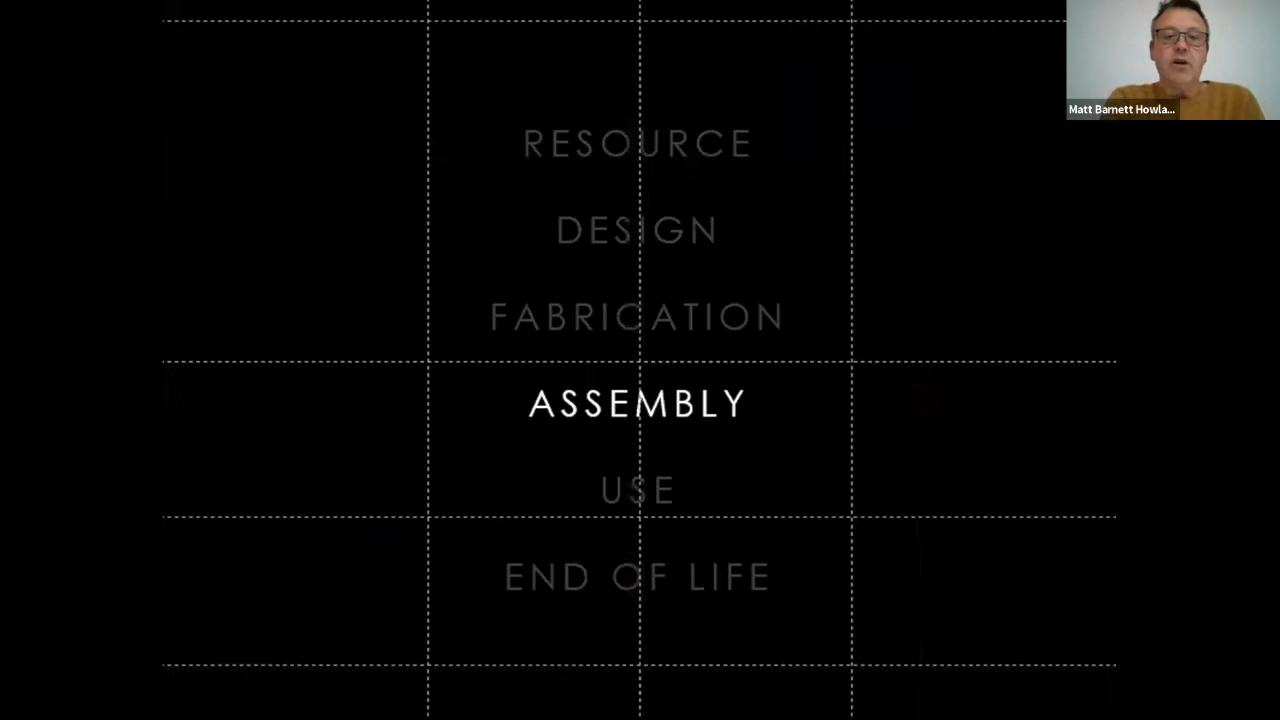 Matt Barnett Howla...
RESOURCE
DESIGN
FABRICATION
ASSEMBLY
USE
END OF LIFE